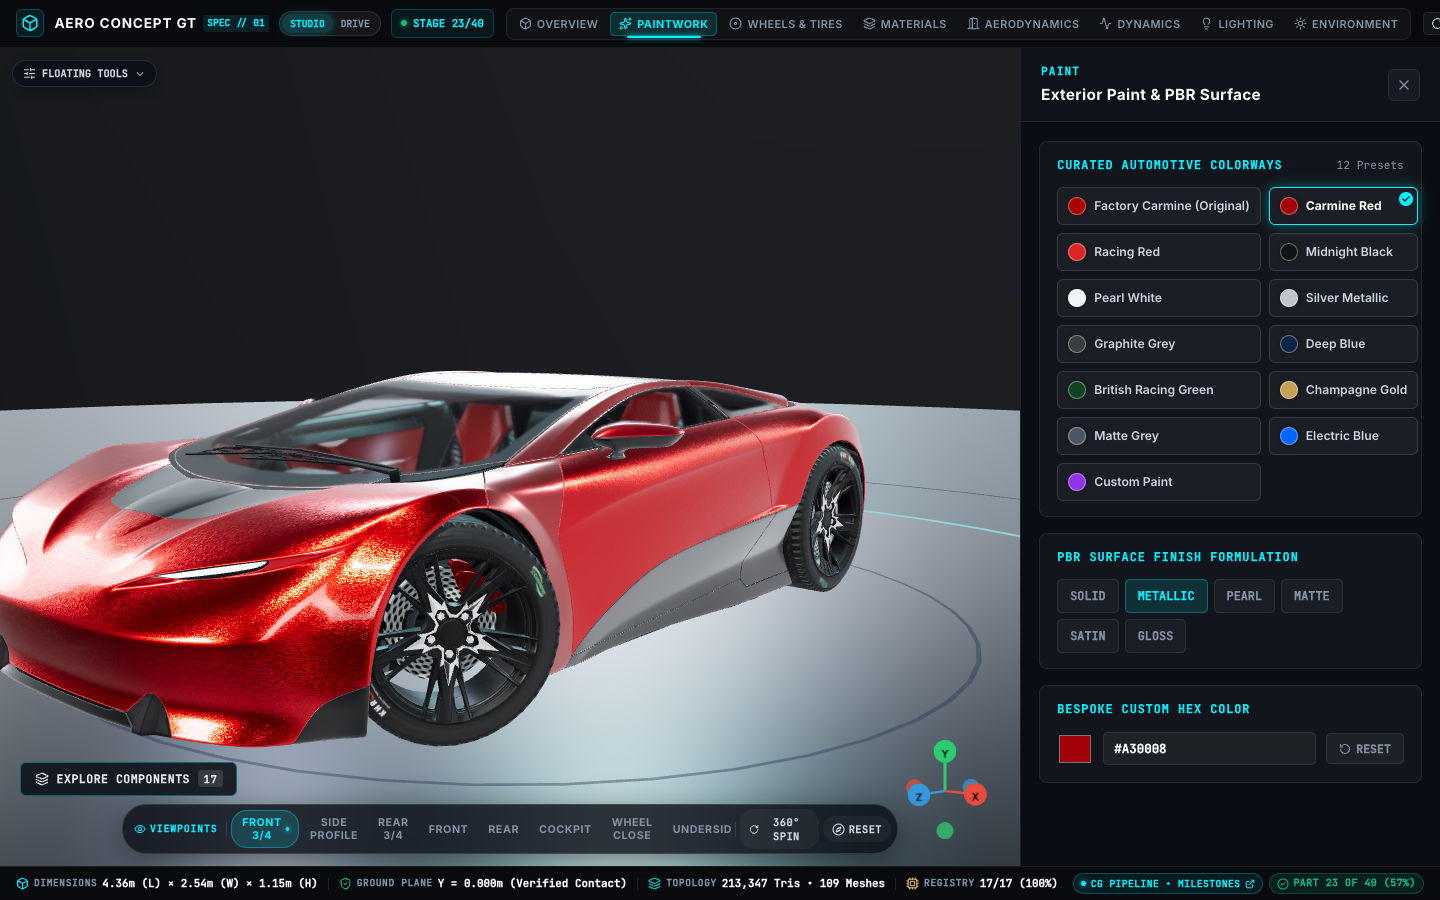 AERO CONCEPT GT SPEC // 01 STUDIO DRIVE STAGE 23/40 OVERVIEW PAINTWORK WHEELS & TIRES MATERIALS AERODYNAMICS DYNAMICS LIGHTING ENVIRONMENT
FLOATING TOOLS
PAINT
Exterior Paint & PBR Surface
CURATED AUTOMOTIVE COLORWAYS 12 Presets
Factory Carmine (Original) Carmine Red
Racing Red Midnight Black
Pearl White Silver Metallic
Graphite Grey Deep Blue
British Racing Green Champagne Gold
Matte Grey Electric Blue
Custom Paint
PBR SURFACE FINISH FORMULATION
SOLID METALLIC PEARL MATTE
SATIN GLOSS
BESPOKE CUSTOM HEX COLOR
#A30008 RESET
Y
Z X
EXPLORE COMPONENTS 17
VIEWPOINTS
FRONT
3/4
SIDE
PROFILE
REAR
3/4
FRONT
REAR
COCKPIT
WHEEL
CLOSE
UNDERSID
360°
SPIN
RESET
DIMENSIONS 4.36m (L) × 2.54m (W) × 1.15m (H) GROUND PLANE Y = 0.000m (Verified Contact) TOPOLOGY 213,347 Tris • 109 Meshes REGISTRY 17/17 (100%) CG PIPELINE • MILESTONES PART 23 OF 40 (57%)